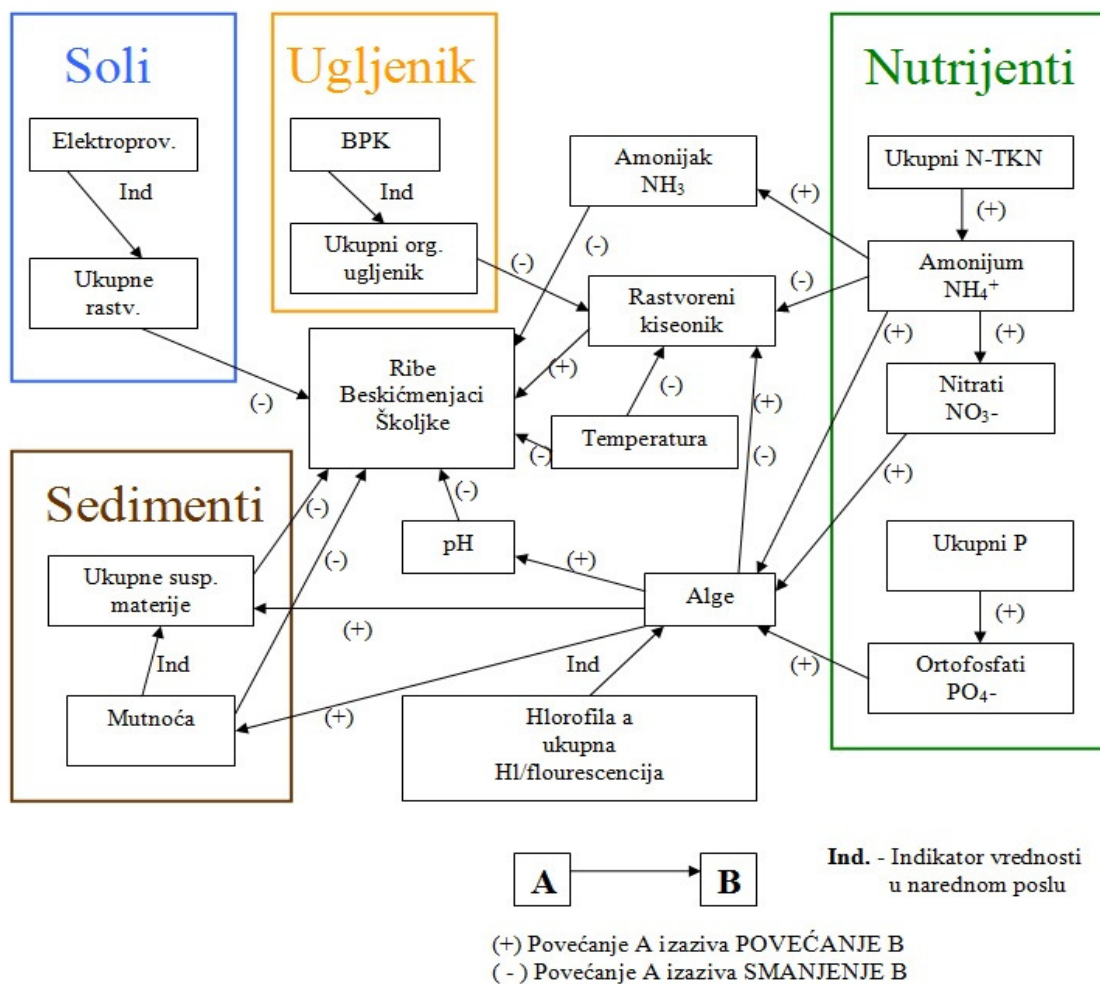 Soli
Elektroprov.
Ind
Ukupne
rastv.
(-)
Ugljenik
BPK
Ind
Ukupni org.
ugljenik
(-)
Amonijak
NH₃
(+)
(-)
Nutrijenti
Ukupni N-TKN
(+)
Amonijum
NH₄⁺
(-)
(+)
(+)
Rastvoreni
kiseonik
(+)
(-)
(+)
(-)
Nitrati
NO₃-
(+)
Ribe
Beskićmenjaci
Školjke
Temperatura
(-)
Sedimenti
(-)
(-)
(-)
pH
(+)
Ukupne susp.
materije
(+)
Alge
Ukupni P
(+)
Ortofosfati
PO₄-
(+)
Ind
Mutnoća
(+)
Ind
Hlorofila a
ukupna
Hl/flourescencija
A
B
Ind. - Indikator vrednosti
u narednom poslu
(+) Povećanje A izaziva POVEĆANJE B
( - ) Povećanje A izaziva SMANJENJE B